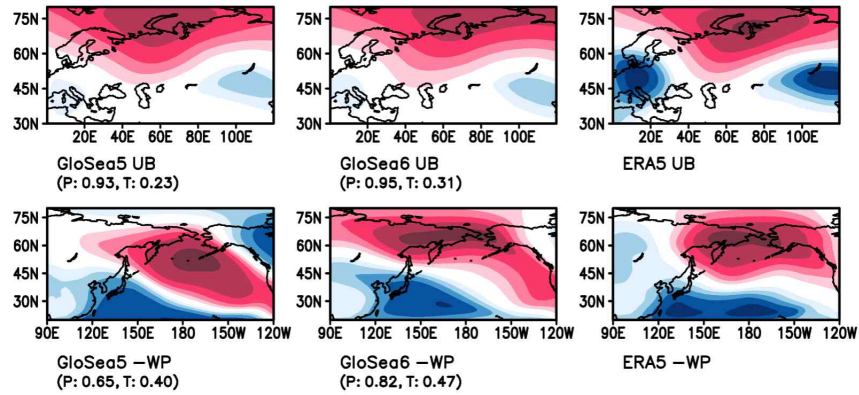 75N 75N 75N
60N 60N 60N
45N 45N 45N
30N 30N 30N
20E 40E 60E 80E 100E 20E 40E 60E 80E 100E 20E 40E 60E 80E 100E
GloSea5 UB GloSea6 UB ERA5 UB
(P: 0.93, T: 0.23) (P: 0.95, T: 0.31)
75N 75N 75N
60N 60N 60N
45N 45N 45N
30N 30N 30N
90E 120E 150E 180 150W 120W 90E 120E 150E 180 150W 120W 90E 120E 150E 180 150W 120W
GloSea5 −WP GloSea6 −WP ERA5 −WP
(P: 0.65, T: 0.40) (P: 0.82, T: 0.47)